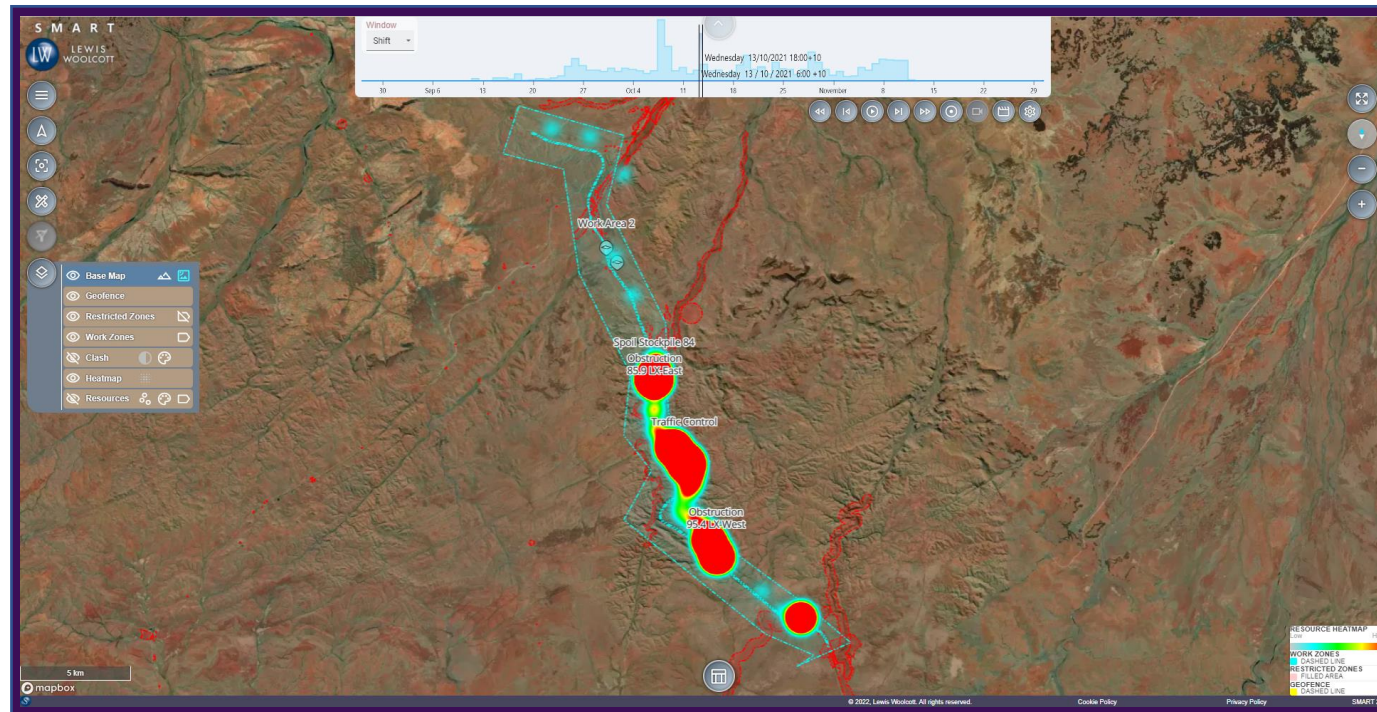 S M A R T
LW
LEWIS
WOOLCOTT
Window
Shift
Wednesday 13/10/2021 18:00+10
Wednesday 13 / 10 / 2021 6:00 +10
30 Sep 6 13 20 27 Oct 4 11 18 25 November 8 15 22 29
Work Area 2
Base Map
Geofence
Restricted Zones
Work Zones
Clash
Heatmap
Resources
Spoil Stockpile 84
Obstruction
85.9 LX-East
Traffic Control
Obstruction
95.4 LX-West
RESOURCE HEATMAP
Low H
WORK ZONES
DASHED LINE
RESTRICTED ZONES
FILLED AREA
GEOFENCE
DASHED LINE
5 km
mapbox
© 2022, Lewis Woolcott. All rights reserved. Cookie Policy Privacy Policy SMART